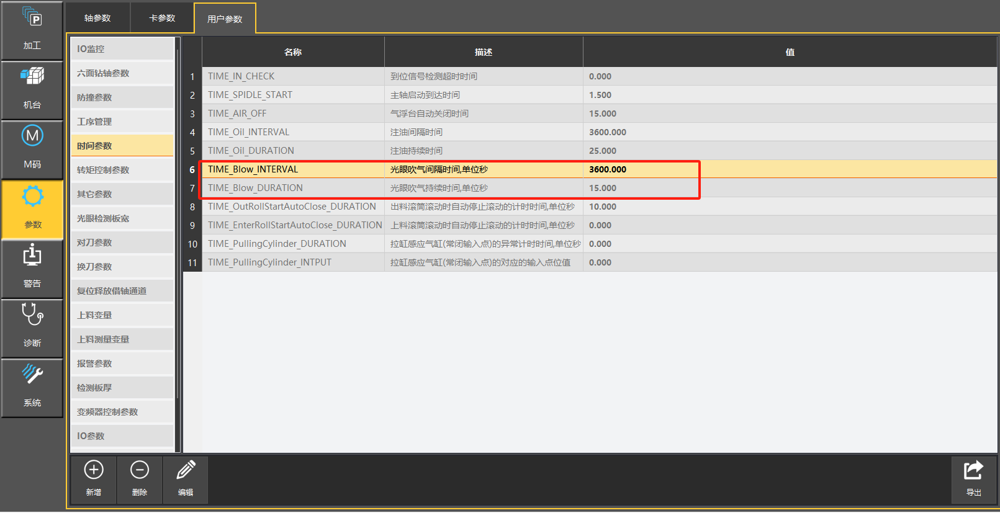 加工
机台
M码
参数
警告
诊断
系统
轴参数
卡参数
用户参数
IO监控
六面钻轴参数
防撞参数
工序管理
时间参数
转矩控制参数
其它参数
光眼检测板宽
对刀参数
换刀参数
复位释放借轴通道
上料变量
上料测量变量
报警参数
检测板厚
变频器控制参数
IO参数
名称 描述 值
1 TIME_IN_CHECK 到位信号检测超时时间 0.000
2 TIME_SPIDLE_START 主轴启动到达时间 1.500
3 TIME_AIR_OFF 气浮台自动关闭时间 15.000
4 TIME_Oil_INTERVAL 注油间隔时间 3600.000
5 TIME_Oil_DURATION 注油持续时间 25.000
6 TIME_Blow_INTERVAL 光眼吹气间隔时间,单位秒 3600.000
7 TIME_Blow_DURATION 光眼吹气持续时间,单位秒 15.000
8 TIME_OutRollStartAutoClose_DURATION 出料滚筒滚动时自动停止滚动的计时时间,单位秒 10.000
9 TIME_EnterRollStartAutoClose_DURATION 上料滚筒滚动时自动停止滚动的计时时间,单位秒 0.000
10 TIME_PullingCylinder_DURATION 拉缸感应气缸(常闭输入点)的异常计时时间,单位秒 0.000
11 TIME_PullingCylinder_INTPUT 拉缸感应气缸(常闭输入点)的对应的输入点位值 0.000
新增
删除
编辑
导出